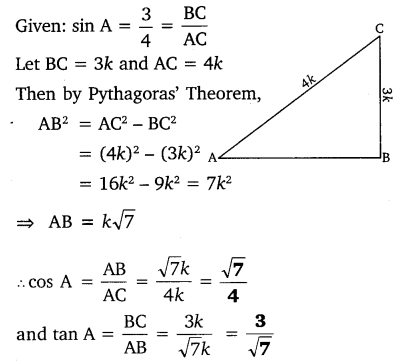 Given: sin A = 3/4 = BC/AC
Let BC = 3k and AC = 4k
Then by Pythagoras' Theorem,
AB² = AC² – BC²
= (4k)² – (3k)²
= 16k² – 9k² = 7k²
⇒ AB = k√7
∴ cos A = AB/AC = √7k/4k = √7/4
and tan A = BC/AB = 3k/√7k = 3/√7
C
4k
3k
A
B